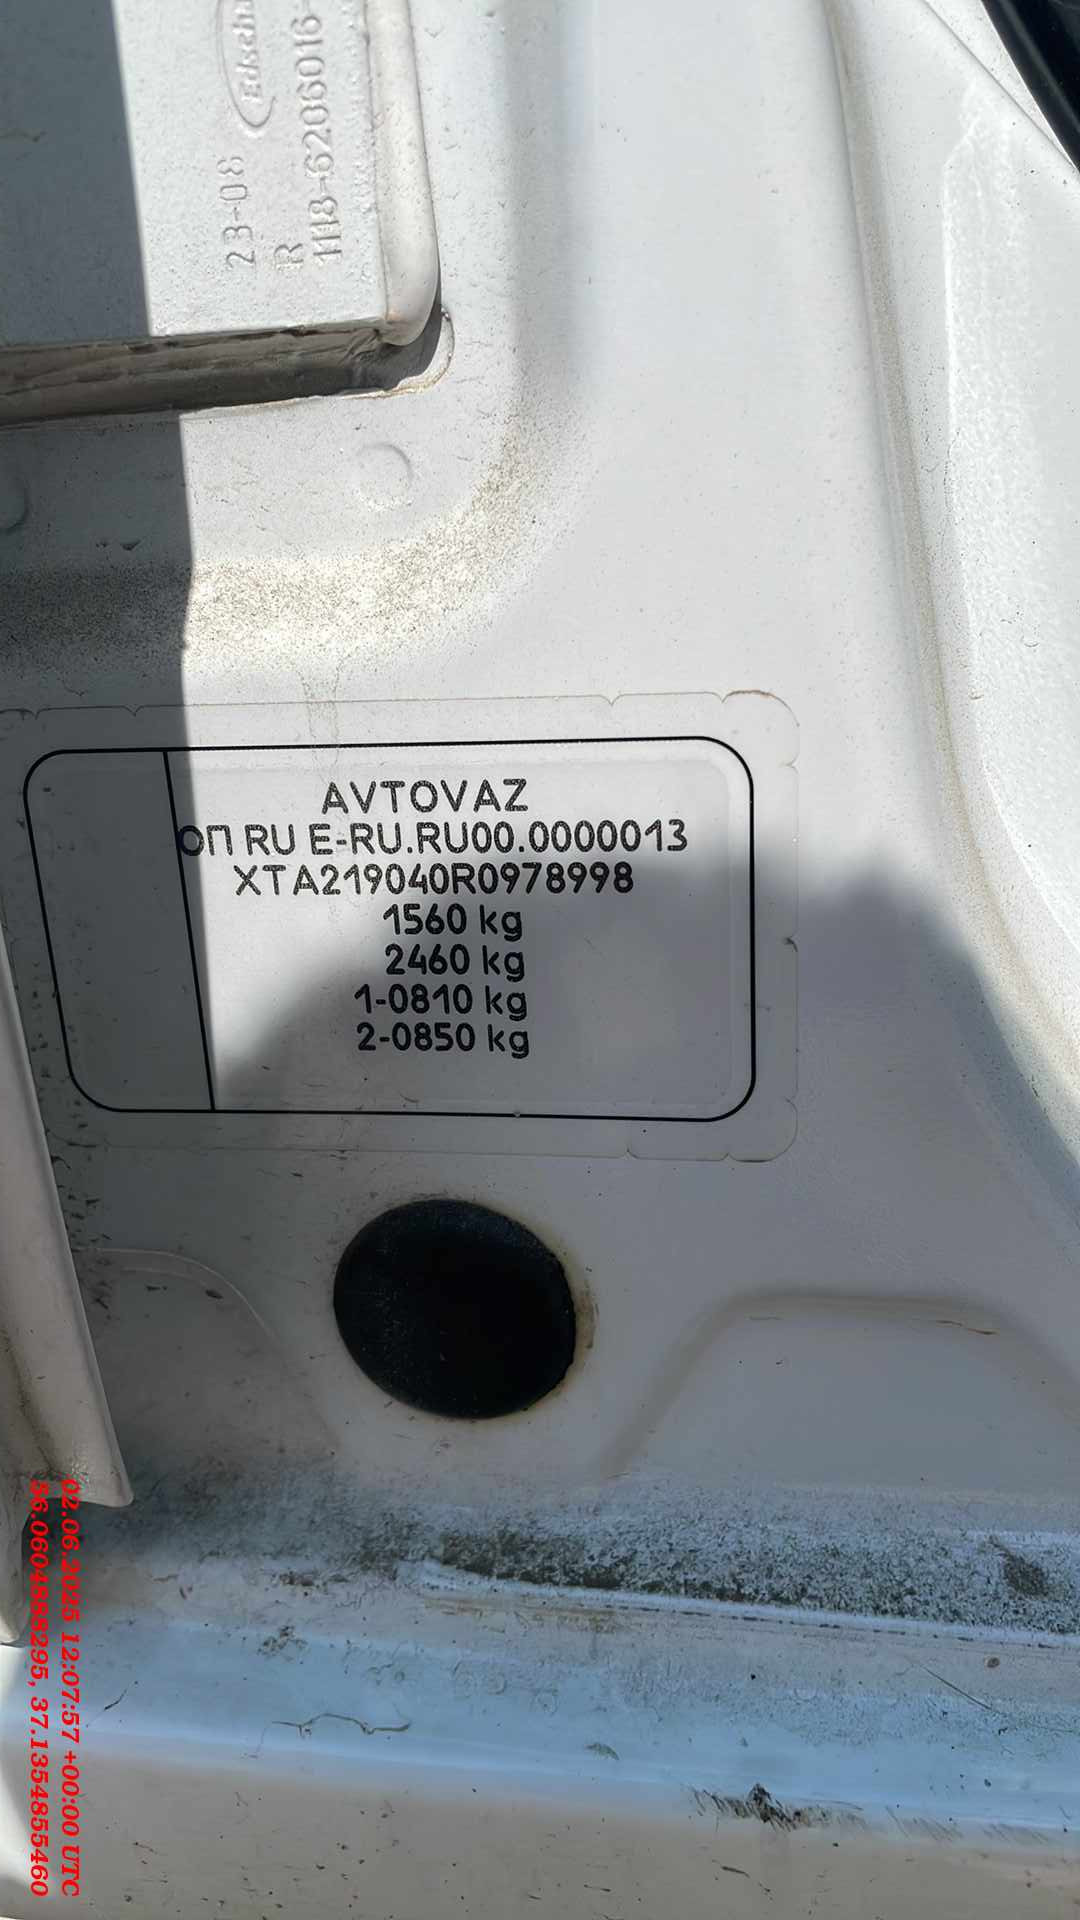 23-08
R
1118-6206016-
AVTOVAZ
ОП RU E-RU.RU00.0000013
XTA219040R0978998
1560 kg
2460 kg
1-0810 kg
2-0850 kg
02.06.2025 12:07:57 +00:00 UTC
56.0604888295, 37.1354855460